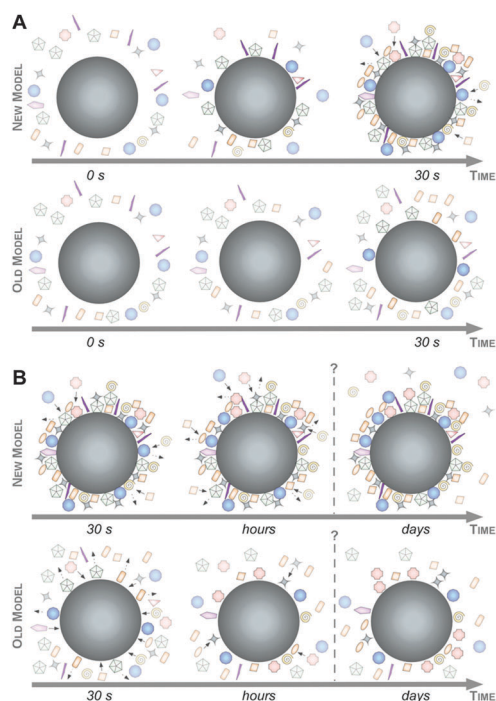 A
NEW MODEL
0 s
30 s
TIME
OLD MODEL
0 s
30 s
TIME
B
NEW MODEL
?
30 s
hours
days
TIME
OLD MODEL
?
30 s
hours
days
TIME